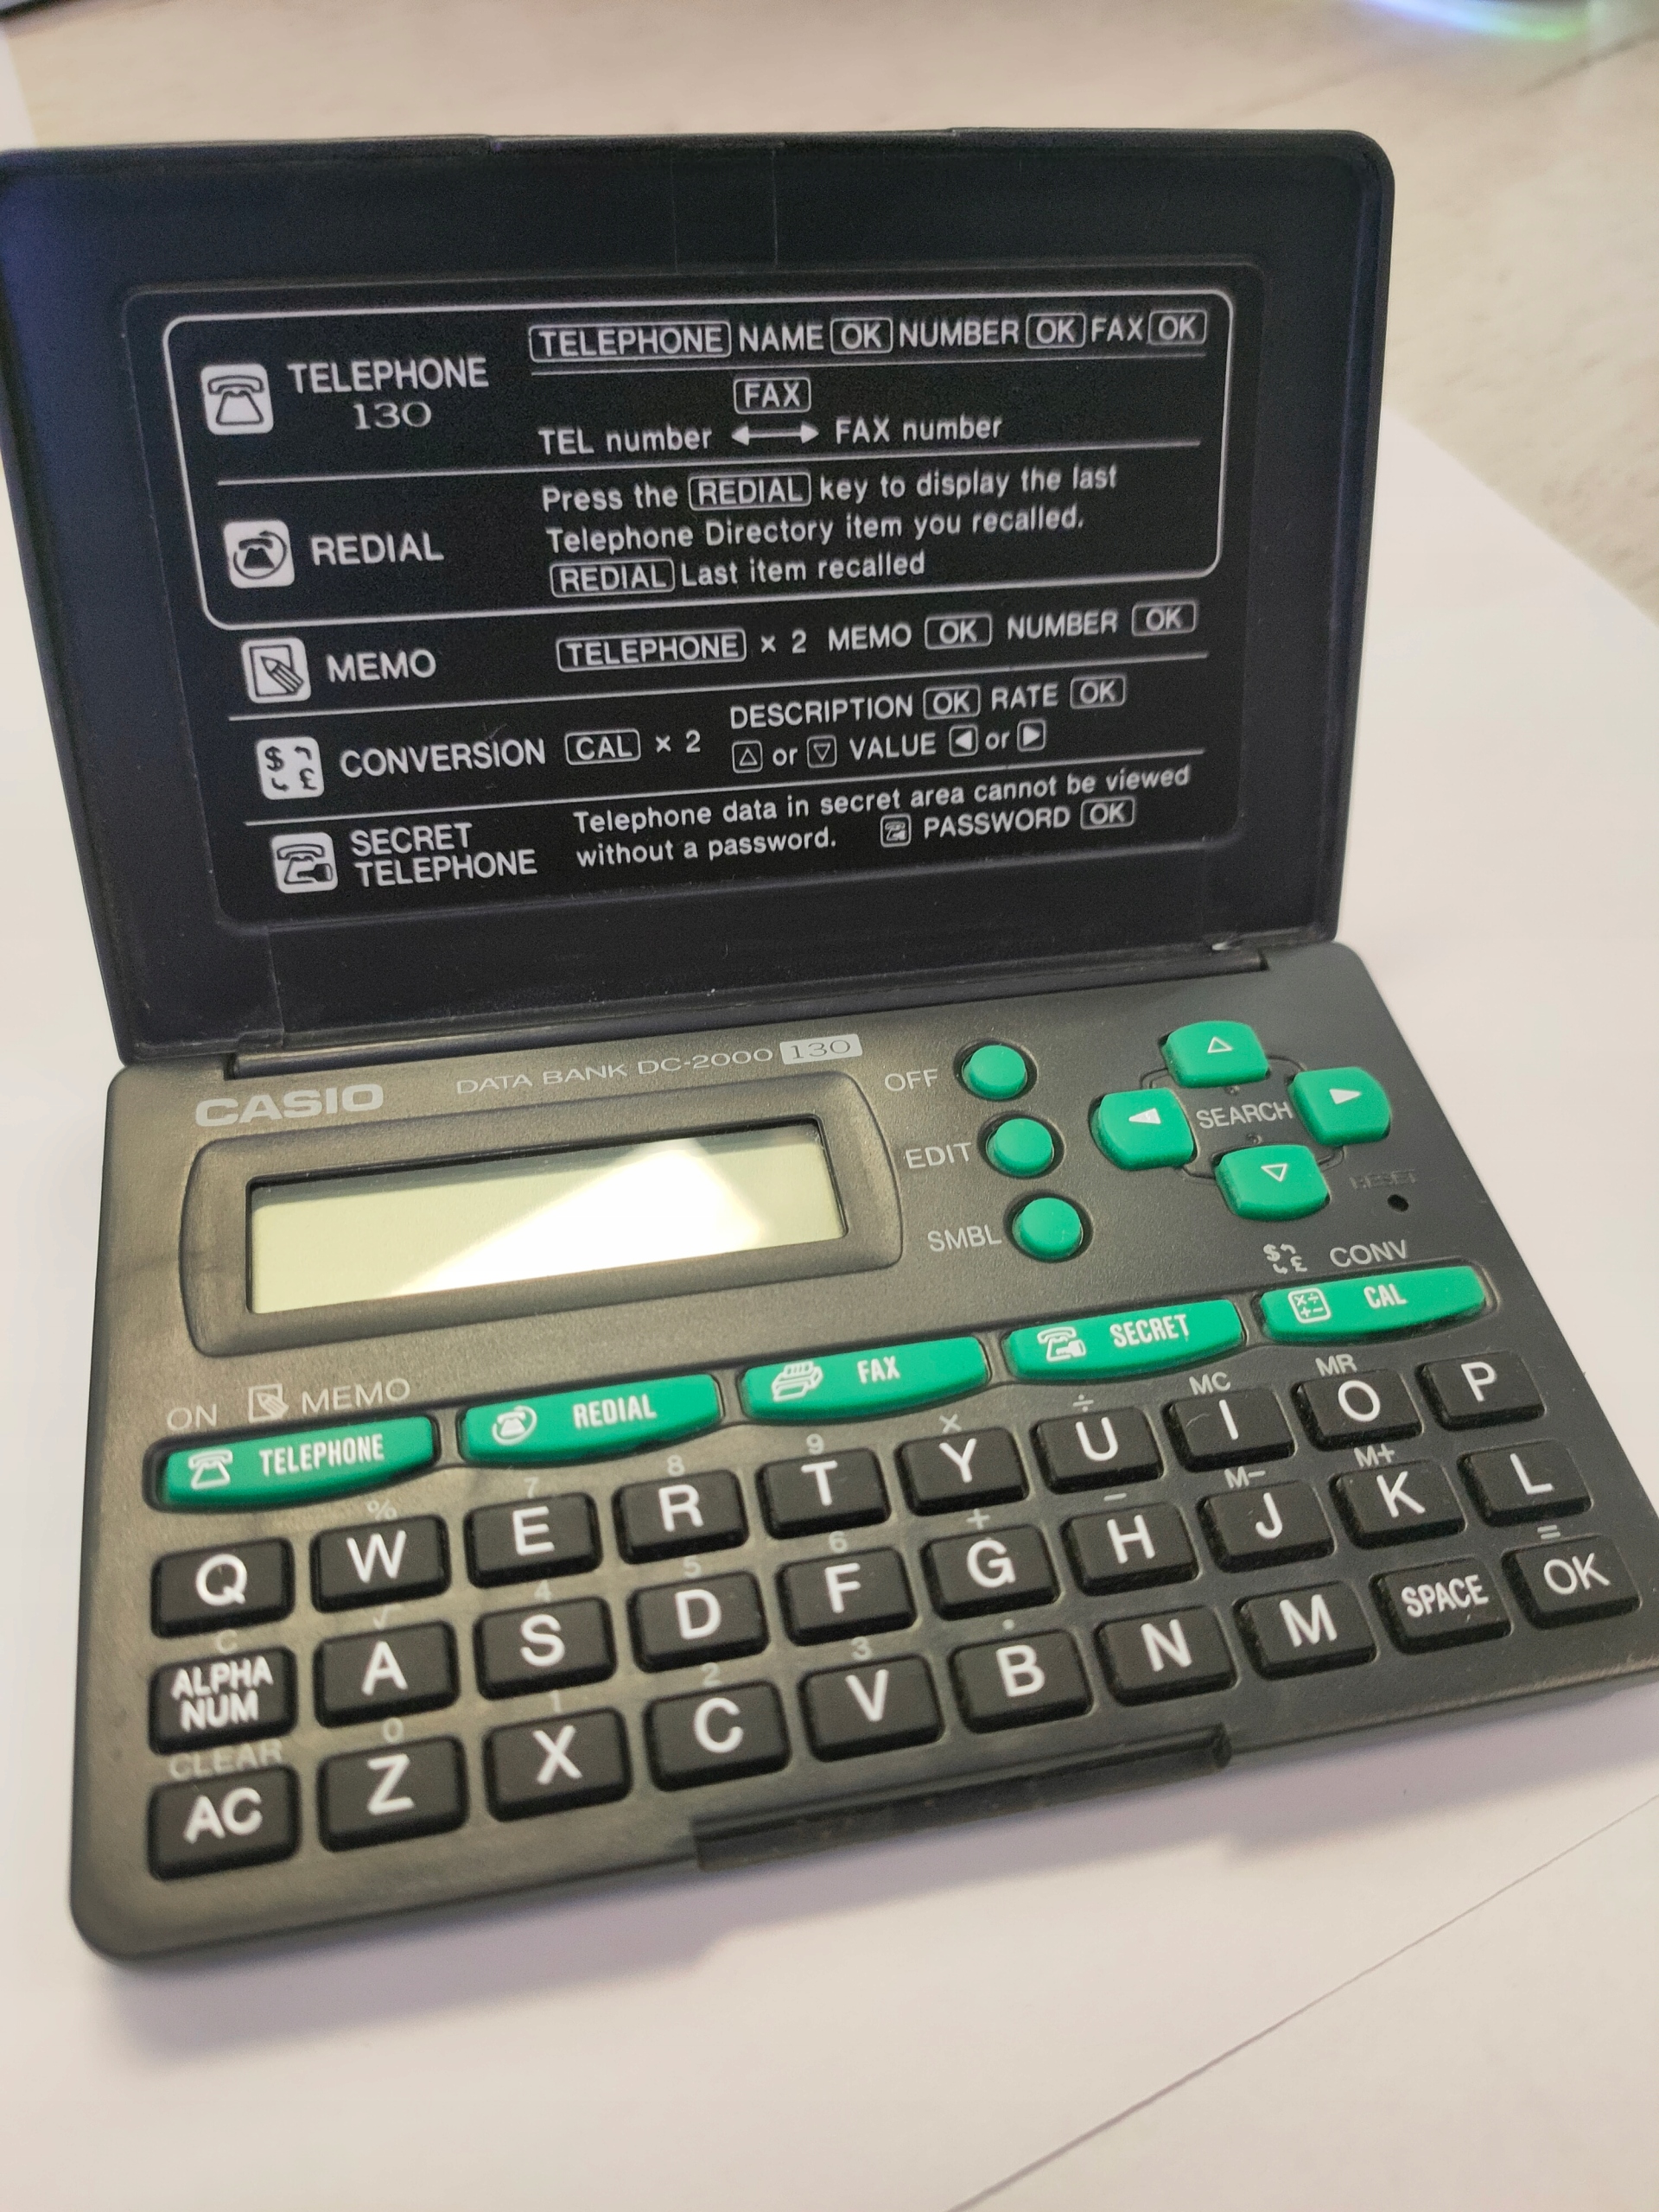 TELEPHONE
130
TELEPHONE NAME OK NUMBER OK FAX OK
FAX
TEL number FAX number
REDIAL
Press the REDIAL key to display the last
Telephone Directory item you recalled.
REDIAL Last item recalled
MEMO TELEPHONE × 2 MEMO OK NUMBER OK
CONVERSION CAL × 2
DESCRIPTION OK RATE OK
△ or ▽ VALUE ◀ or ▶
$ £
SECRET
TELEPHONE
Telephone data in secret area cannot be viewed
without a password. PASSWORD OK
CASIO
DATA BANK DC-2000 130
OFF
EDIT
SMBL
△
◀ SEARCH ▶
▽
RESET
$ £ CONV
ON MEMO
TELEPHONE REDIAL FAX SECRET × ÷ + − CAL
% 7 8 9 × ÷ MC MR
Q W E R T Y U I O P
C √ 4 5 6 + − M− M+
ALPHA
NUM
A S D F G H J K L
CLEAR 0 1 2 3 . =
AC Z X C V B N M SPACE OK